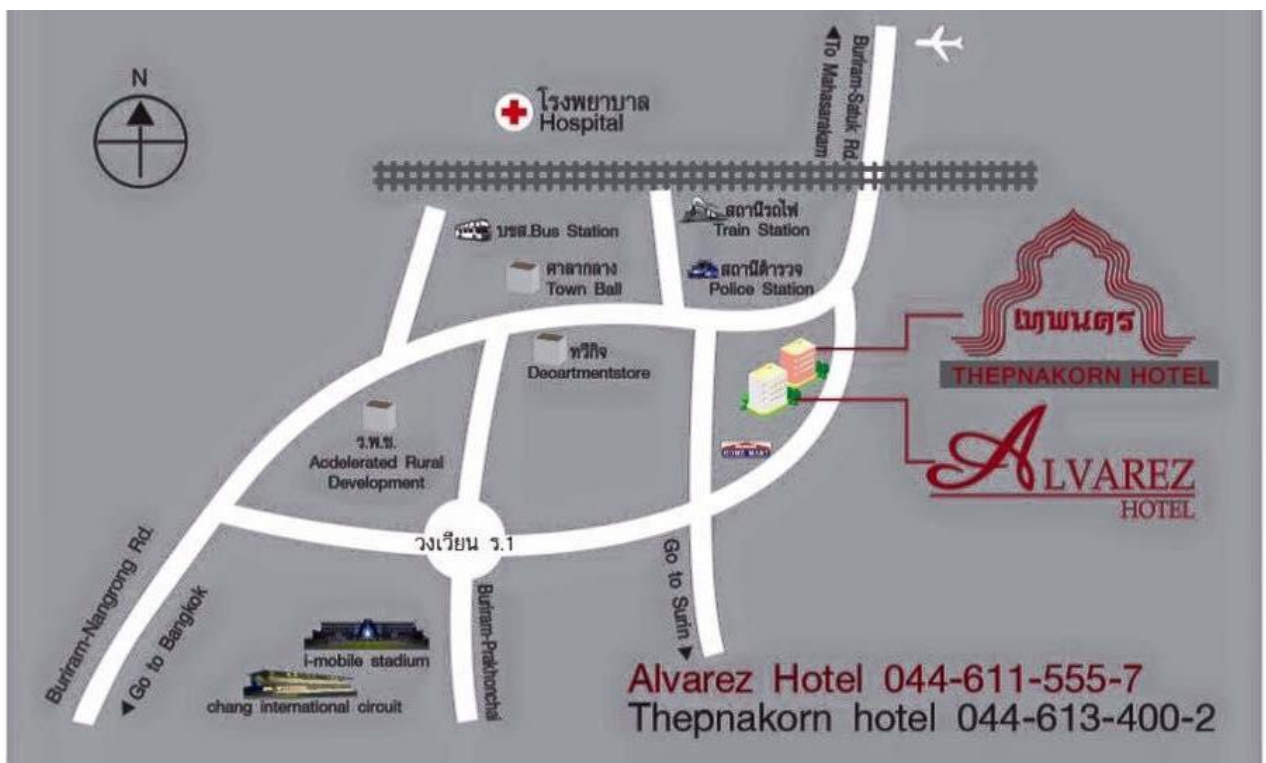 N
โรงพยาบาล
Hospital
Buriram-Satuk Rd.
To Mahasarakam
บขส.Bus Station
สถานีรถไฟ
Train Station
ศาลากลาง
Town Ball
สถานีตำรวจ
Police Station
เทพนคร
THEPNAKORN HOTEL
ทวีกิจ
Deoartmentstore
ร.พ.ช.
Acdelerated Rural
Development
HOME MART
ALVAREZ
HOTEL
วงเวียน ร.1
Buriram-Nangrong Rd.
Go to Bangkok
Buriram-Prakhonchai
Go to Surin
i-mobile stadium
chang international circuit
Alvarez Hotel 044-611-555-7
Thepnakorn hotel 044-613-400-2